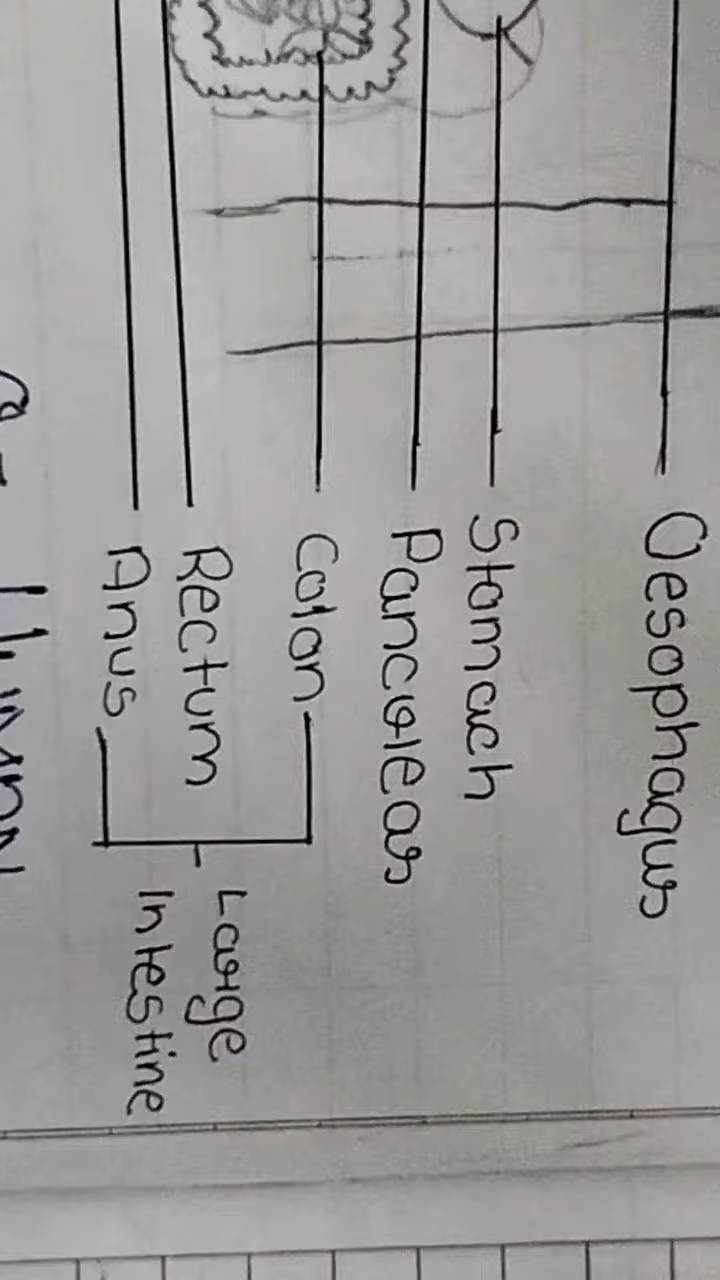 Oesophagus
Stomach
Pancreas
Colon
Rectum
Anus
Large
Intestine